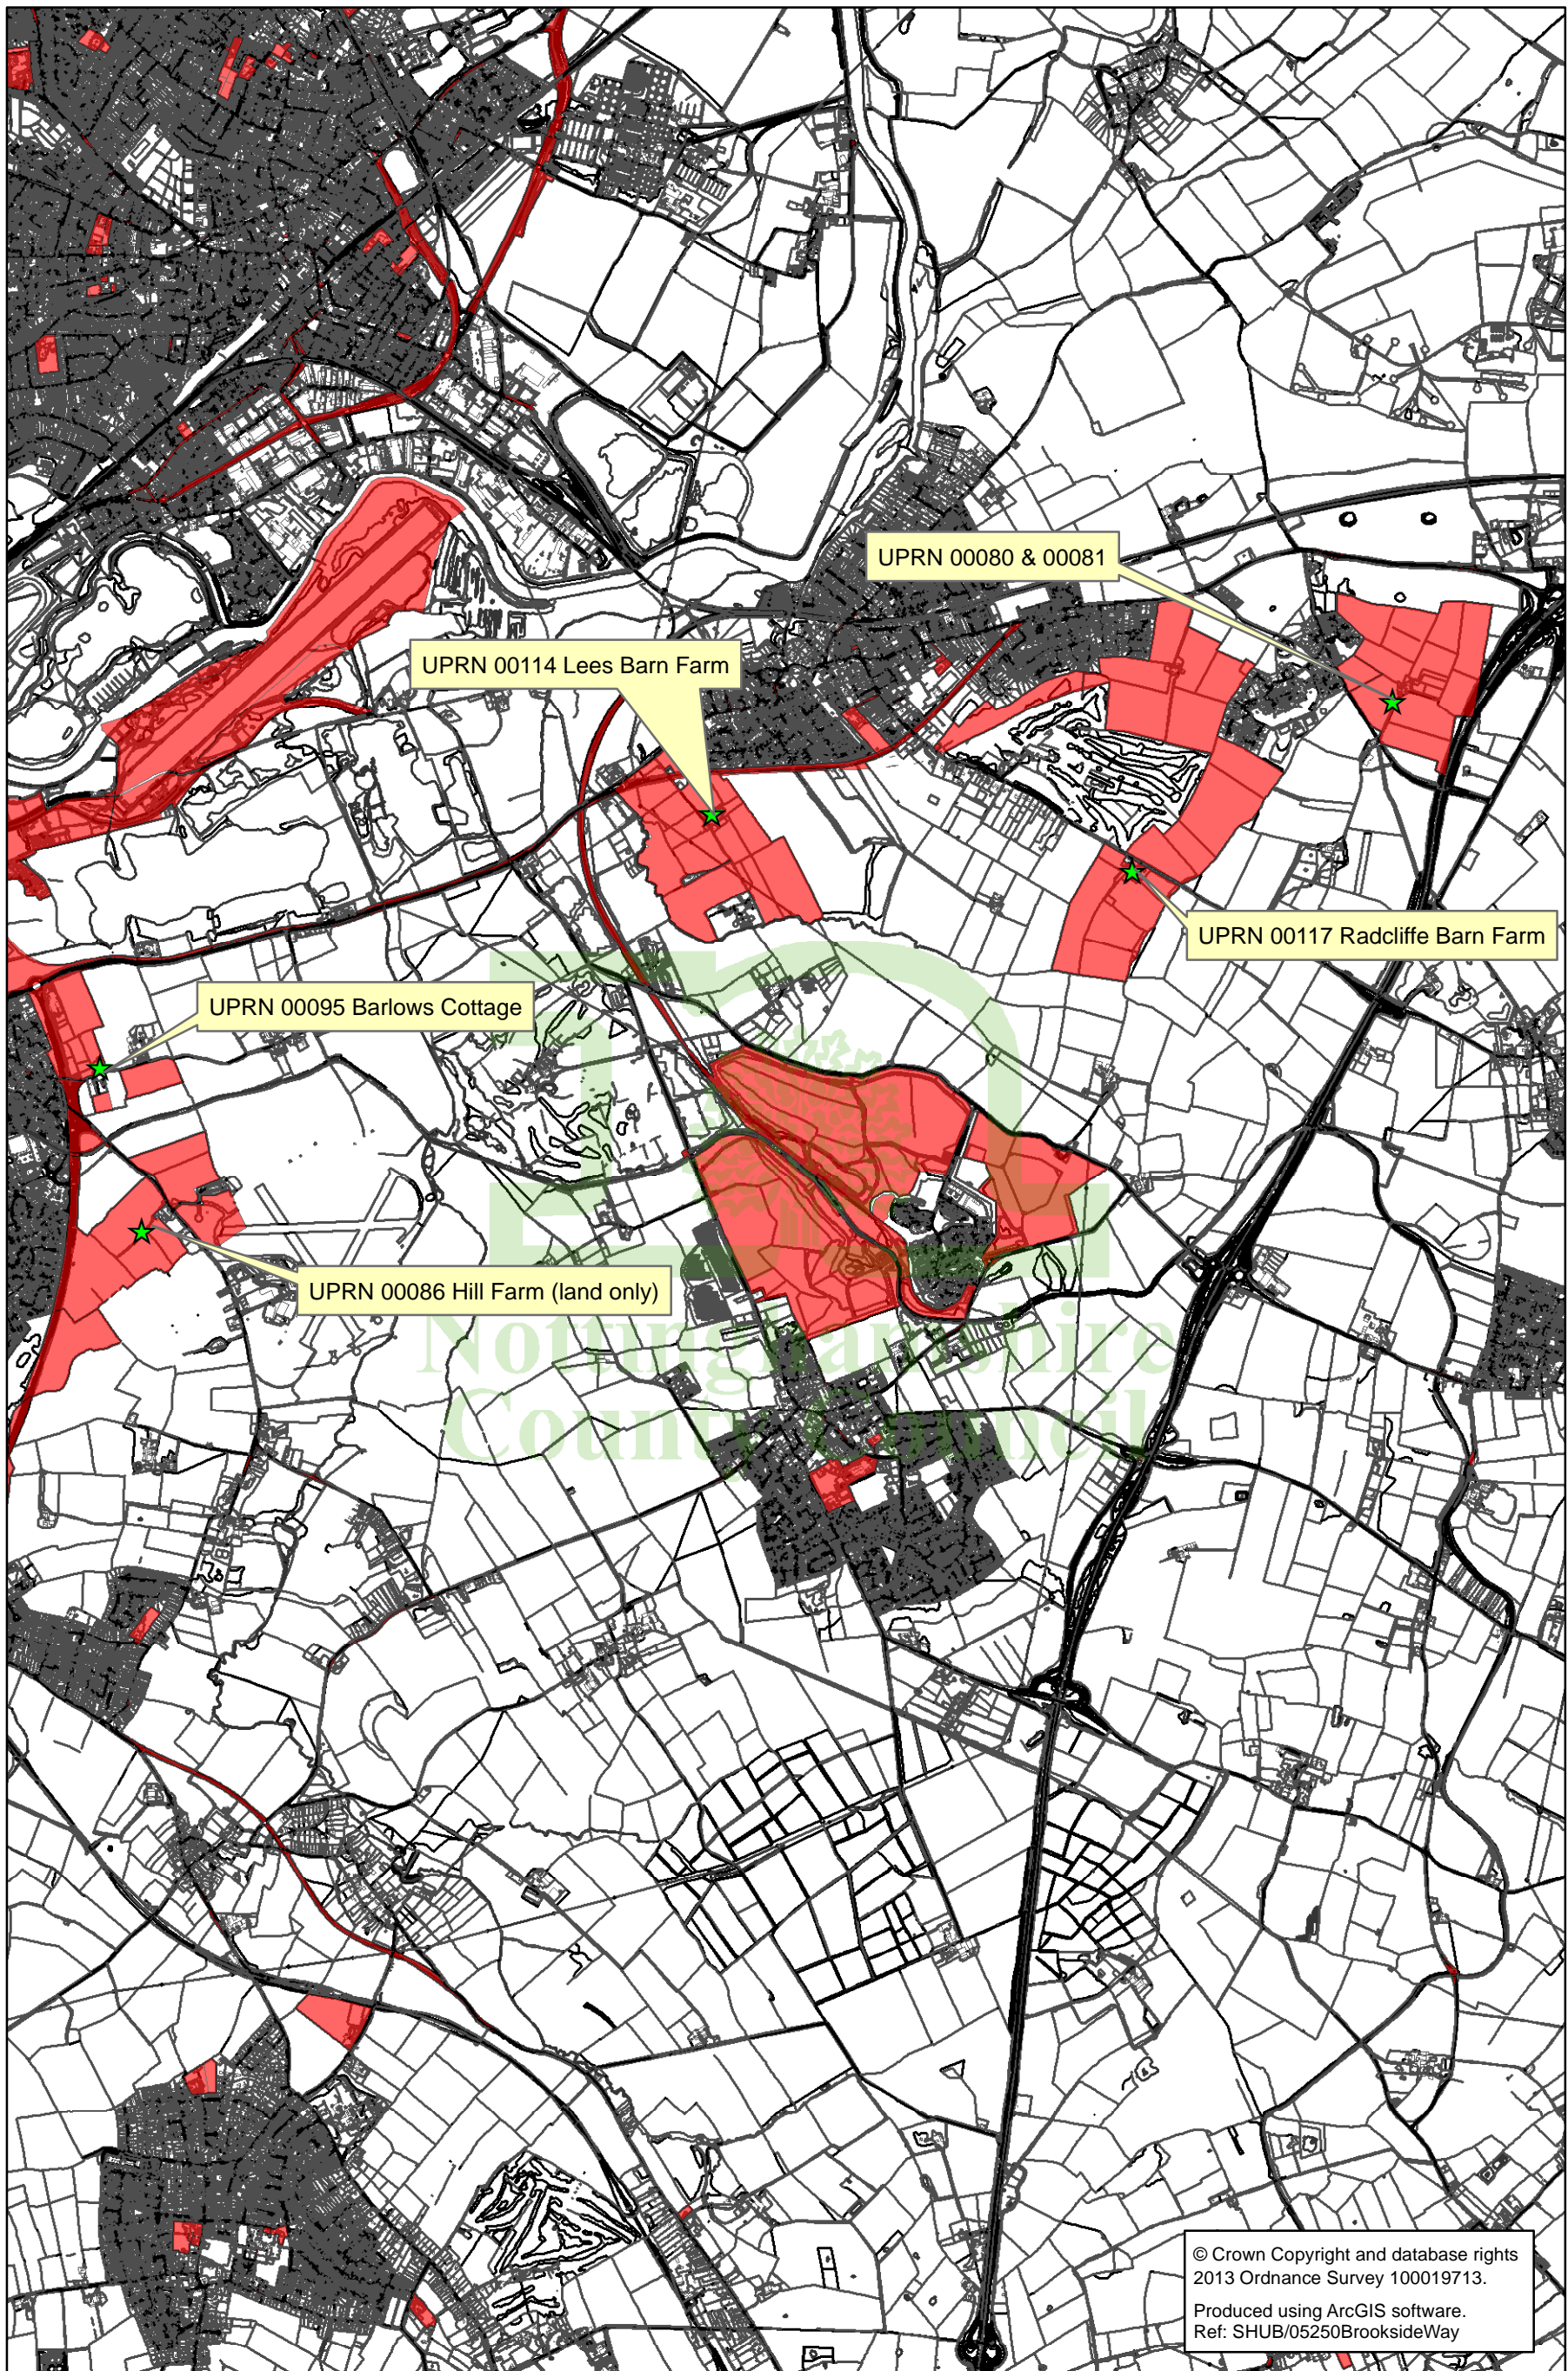 UPRN 00080 & 00081
UPRN 00114 Lees Barn Farm
UPRN 00117 Radcliffe Barn Farm
UPRN 00095 Barlows Cottage
UPRN 00086 Hill Farm (land only)
Nottinghamshire
County Council
© Crown Copyright and database rights
2013 Ordnance Survey 100019713.
Produced using ArcGIS software.
Ref: SHUB/05250BrooksideWay